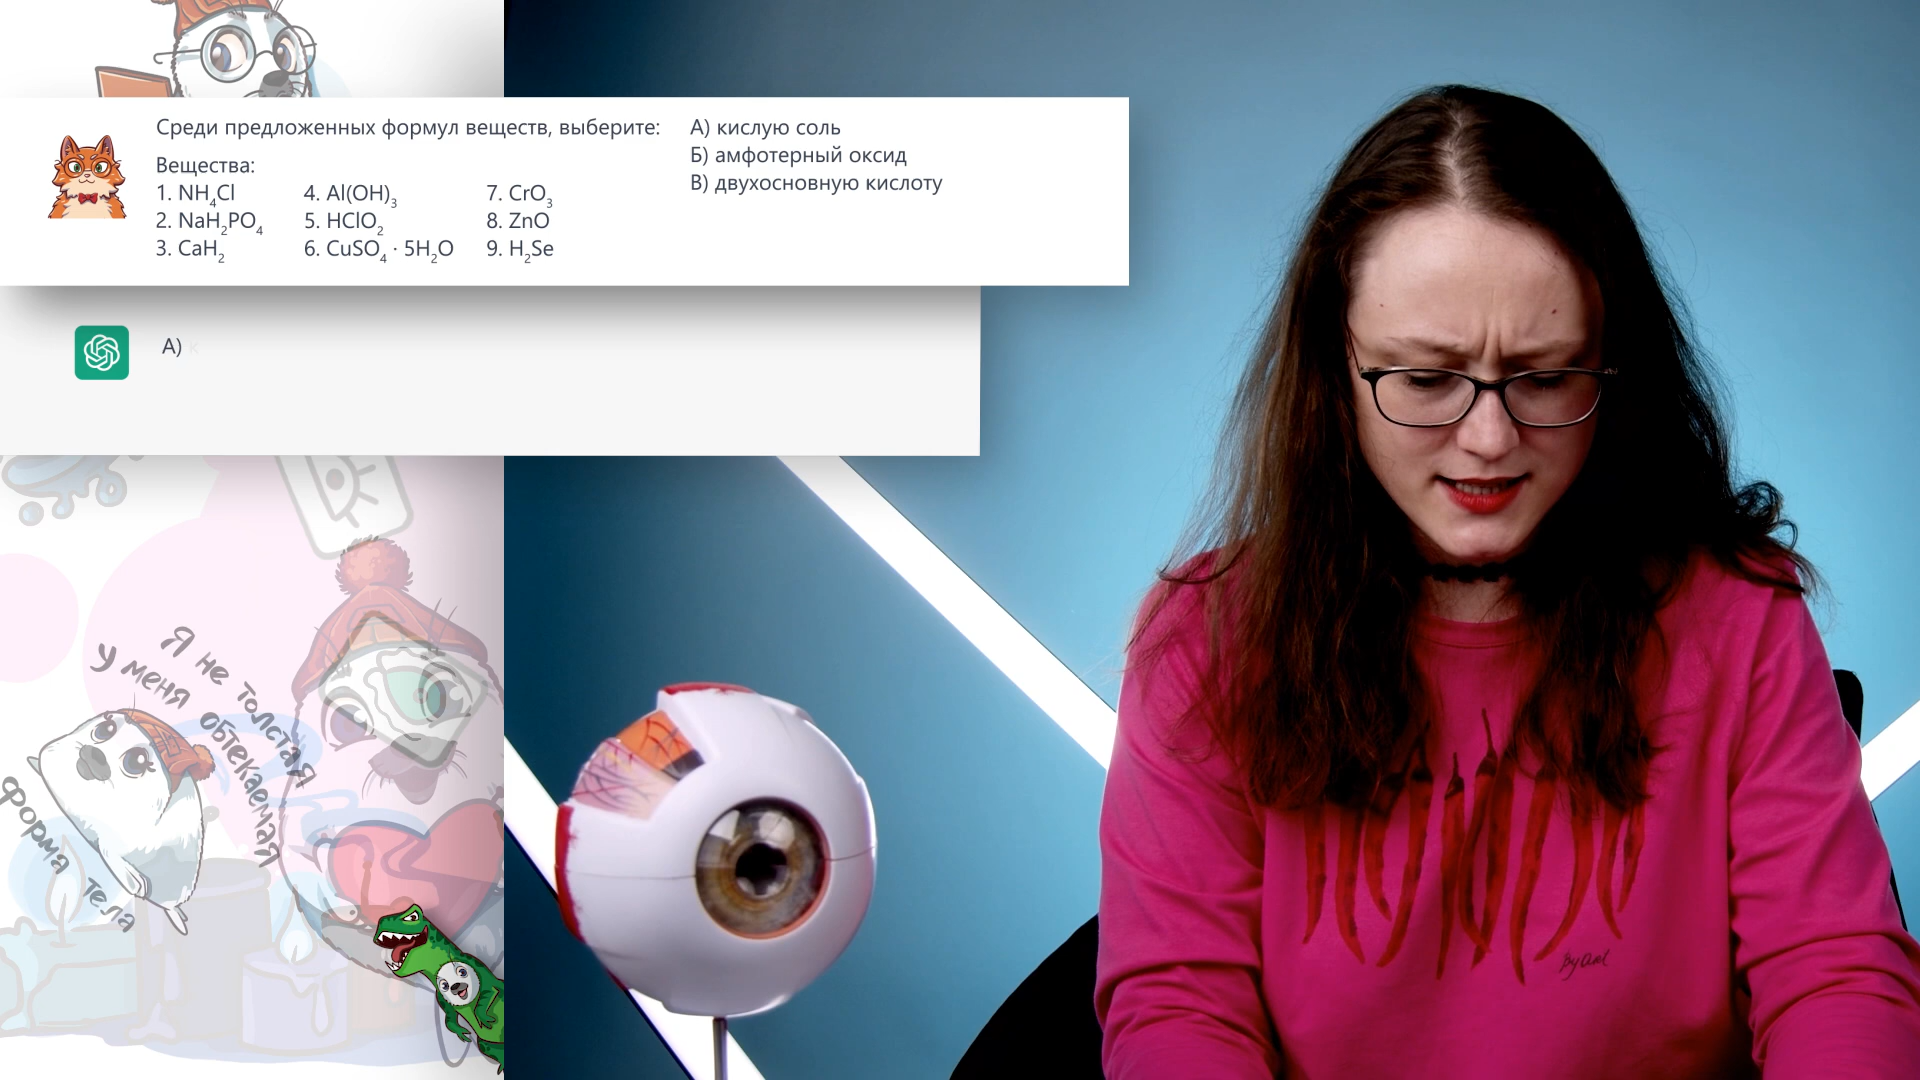 Среди предложенных формул веществ, выберите:
Вещества:
1. NH₄Cl
2. NaH₂PO₄
3. CaH₂
4. Al(OH)₃
5. HClO₂
6. CuSO₄ · 5H₂O
7. CrO₃
8. ZnO
9. H₂Se
А) кислую соль
Б) амфотерный оксид
В) двухосновную кислоту
А) к
Я не толстая
у меня обтекаемая
форма тела
By Anel